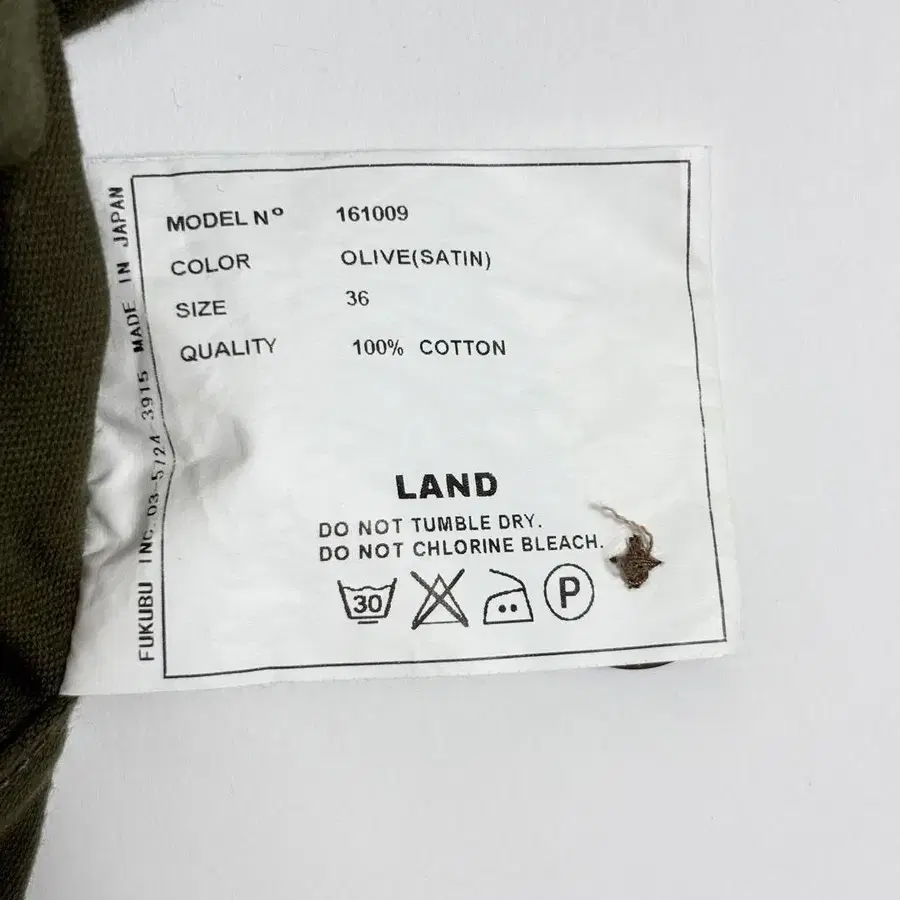 MODEL Nº 161009
COLOR OLIVE(SATIN)
SIZE 36
QUALITY 100% COTTON
LAND
DO NOT TUMBLE DRY.
DO NOT CHLORINE BLEACH.
30 P
FUKUBU INC. 03-5724-3915 MADE IN JAPAN